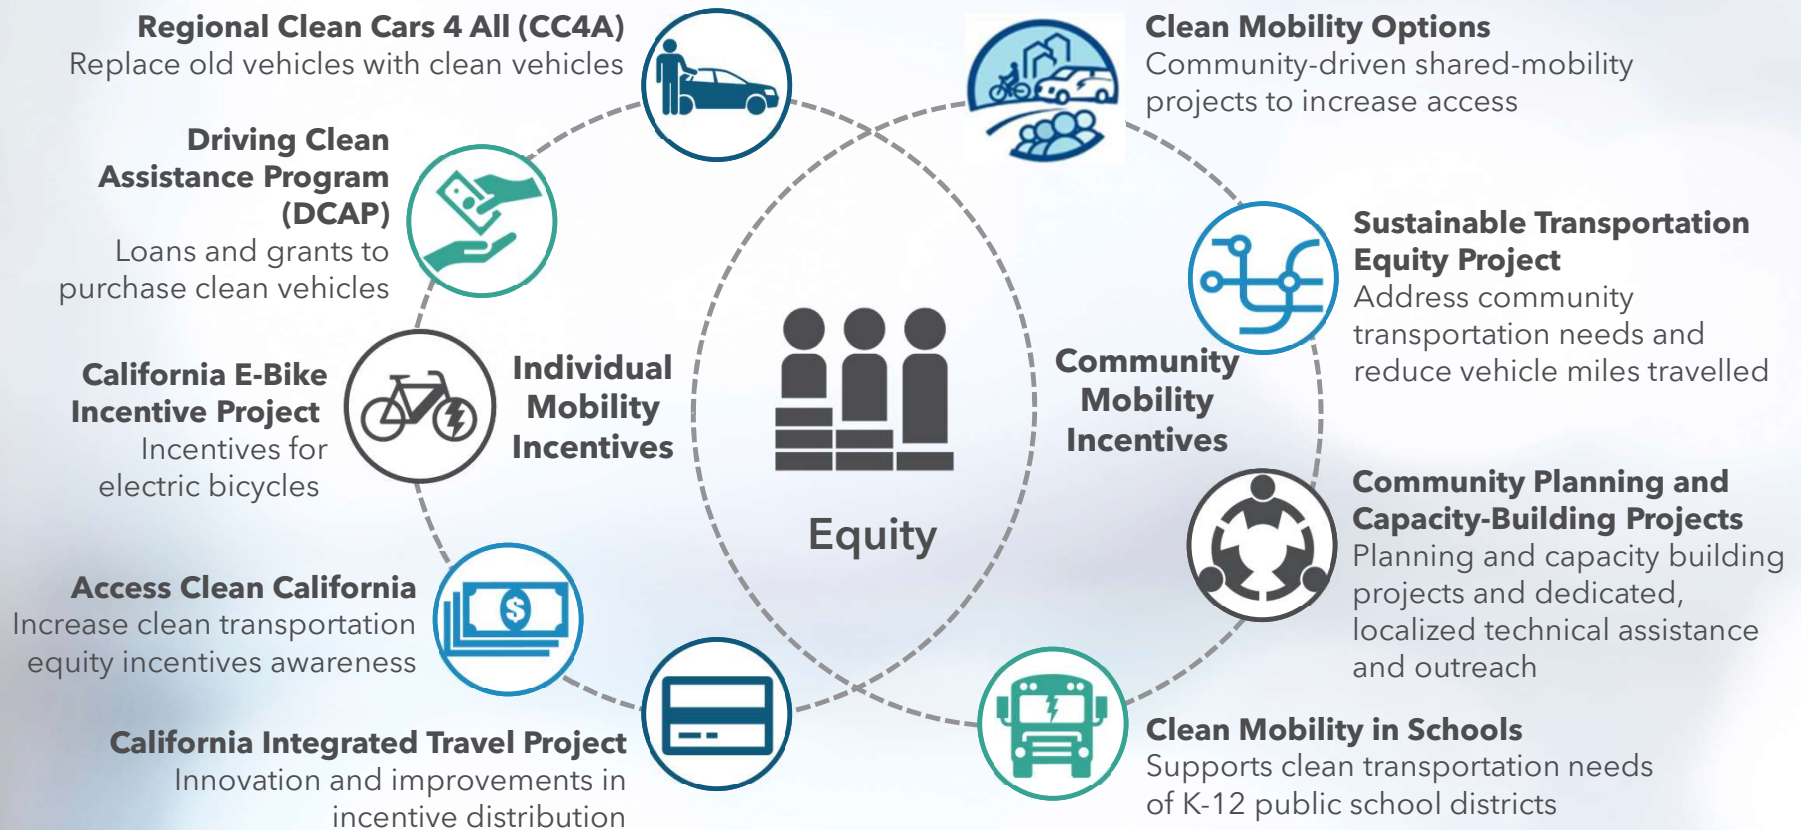 Regional Clean Cars 4 All (CC4A)
Replace old vehicles with clean vehicles
Driving Clean
Assistance Program
(DCAP)
Loans and grants to
purchase clean vehicles
California E-Bike
Incentive Project
Incentives for
electric bicycles
Access Clean California
Increase clean transportation
equity incentives awareness
California Integrated Travel Project
Innovation and improvements in
incentive distribution
Individual
Mobility
Incentives
Equity
Community
Mobility
Incentives
Clean Mobility Options
Community-driven shared-mobility
projects to increase access
Sustainable Transportation
Equity Project
Address community
transportation needs and
reduce vehicle miles travelled
Community Planning and
Capacity-Building Projects
Planning and capacity building
projects and dedicated,
localized technical assistance
and outreach
Clean Mobility in Schools
Supports clean transportation needs
of K-12 public school districts
$